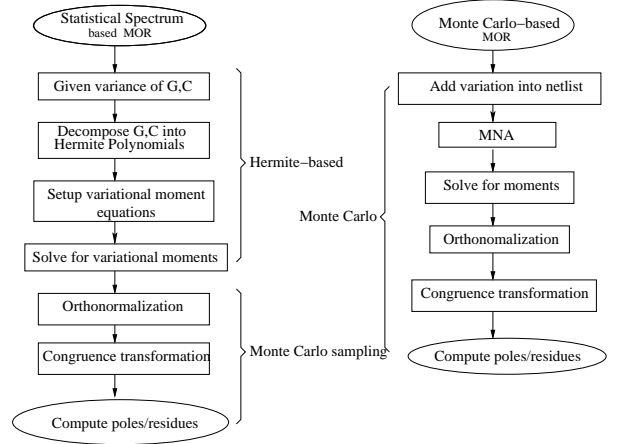 Statistical Spectrum
based MOR
Given variance of G,C
Decompose G,C into
Hermite Polynomials
Setup variational moment
equations
Solve for variational moments
Orthonormalization
Congruence transformation
Compute poles/residues
Hermite−based
Monte Carlo sampling
Monte Carlo−based
MOR
Add variation into netlist
MNA
Solve for moments
Orthonomalization
Congruence transformation
Compute poles/residues
Monte Carlo